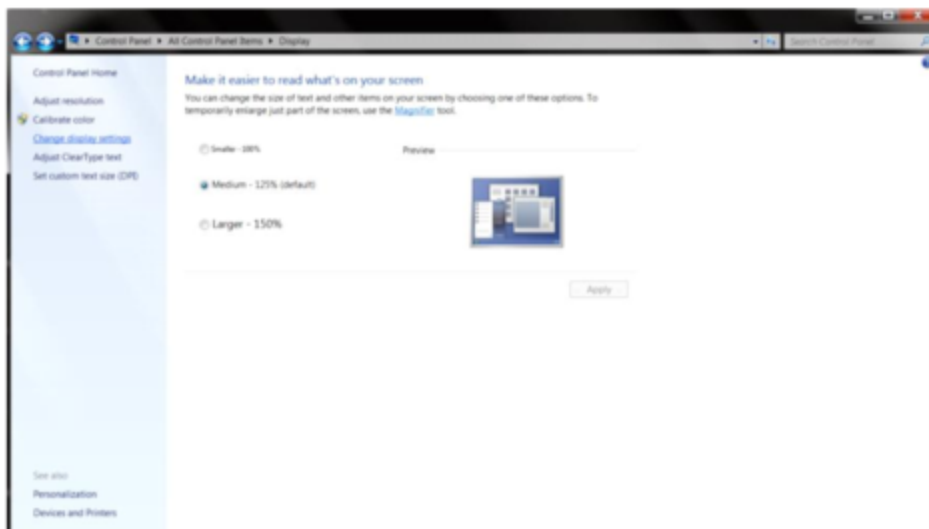 Control Panel ▸ All Control Panel Items ▸ Display
Search Control Panel
Control Panel Home
Adjust resolution
Calibrate color
Change display settings
Adjust ClearType text
Set custom text size (DPI)
Make it easier to read what's on your screen
You can change the size of text and other items on your screen by choosing one of these options. To
temporarily enlarge just part of the screen, use the Magnifier tool.
Smaller - 100%
Preview
Medium - 125% (default)
Larger - 150%
Apply
See also
Personalization
Devices and Printers